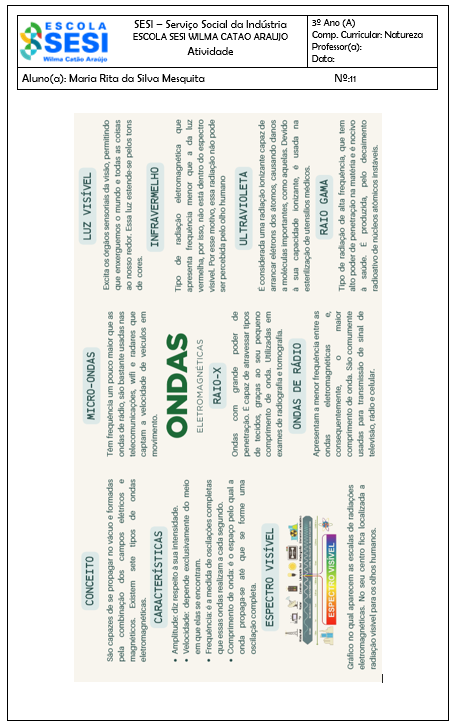 ESCOLA
SESI
Wilma Catão Araújo
SESI – Serviço Social da Indústria
ESCOLA SESI WILMA CATAO ARAUJO
Atividade
3º Ano (A)
Comp. Curricular: Natureza
Professor(a):
Data:
Aluno(a): Maria Rita da Silva Mesquita
Nº:11
CONCEITO
São capazes de se propagar no vácuo e formadas
pela combinação dos campos elétricos e
magnéticos. Existem sete tipos de ondas
eletromagnéticas.
CARACTERÍSTICAS
• Amplitude: diz respeito a sua intensidade.
• Velocidade: depende exclusivamente do meio
em que elas se encontram.
• Frequência: é a medida de oscilações completas
que essas ondas realizam a cada segundo.
• Comprimento de onda: é o espaço pelo qual a
onda propaga-se até que se forme uma
oscilação completa.
ESPECTRO VISÍVEL
ESPECTRO VISIVEL
Gráfico no qual aparecem as escalas de radiações
eletromagnéticas. No seu centro fica localizada a
radiação visível para os olhos humanos.
MICRO-ONDAS
Têm frequência um pouco maior que as
ondas de rádio, são bastante usadas nas
telecomunicações, wifi e radares que
captam a velocidade de veículos em
movimento.
ONDAS
ELETROMAGNÉTICAS
RAIO-X
Ondas com grande poder de
penetração. É capaz de atravessar tipos
de tecidos, graças ao seu pequeno
comprimento de onda. Utilizadas em
exames de radiografia e tomografia.
ONDAS DE RÁDIO
Apresentam a menor frequência entre as
ondas eletromagnéticas e,
consequentemente, o maior
comprimento de onda. São comumente
usadas para transmissão de sinal de
televisão, rádio e celular.
LUZ VISÍVEL
Excita os órgãos sensoriais da visão, permitindo
que enxerguemos o mundo e todas as coisas
ao nosso redor. Essa luz estende-se pelos tons
de cores.
INFRAVERMELHO
Tipo de radiação eletromagnética que
apresenta frequência menor que a da luz
vermelha, por isso, não está dentro do espectro
visível. Por esse motivo, essa radiação não pode
ser percebida pelo olho humano
ULTRAVIOLETA
É considerada uma radiação ionizante capaz de
arrancar elétrons dos átomos, causando danos
a moléculas importantes, como aquelas. Devido
à sua capacidade ionizante, é usada na
esterilização de utensílios médicos.
RAIO GAMA
Tipo de radiação de alta frequência, que tem
alto poder de penetração na matéria e é nocivo
à saúde. É produzida, pelo decaimento
radioativo de núcleos atômicos instáveis.